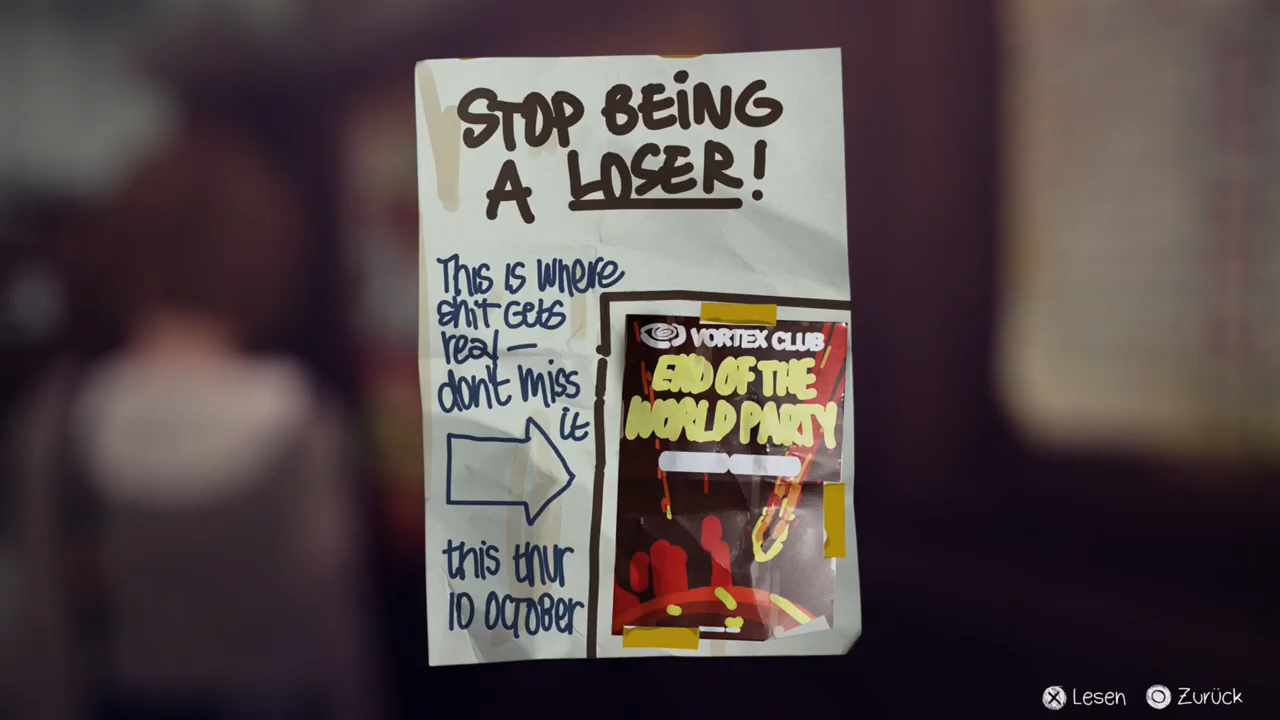 STOP BEING
A LOSER!
This is where
shit gets
real –
don't miss
it
this thur
10 OCTOBER
VORTEX CLUB
END OF THE
WORLD PARTY
Lesen
Zurück